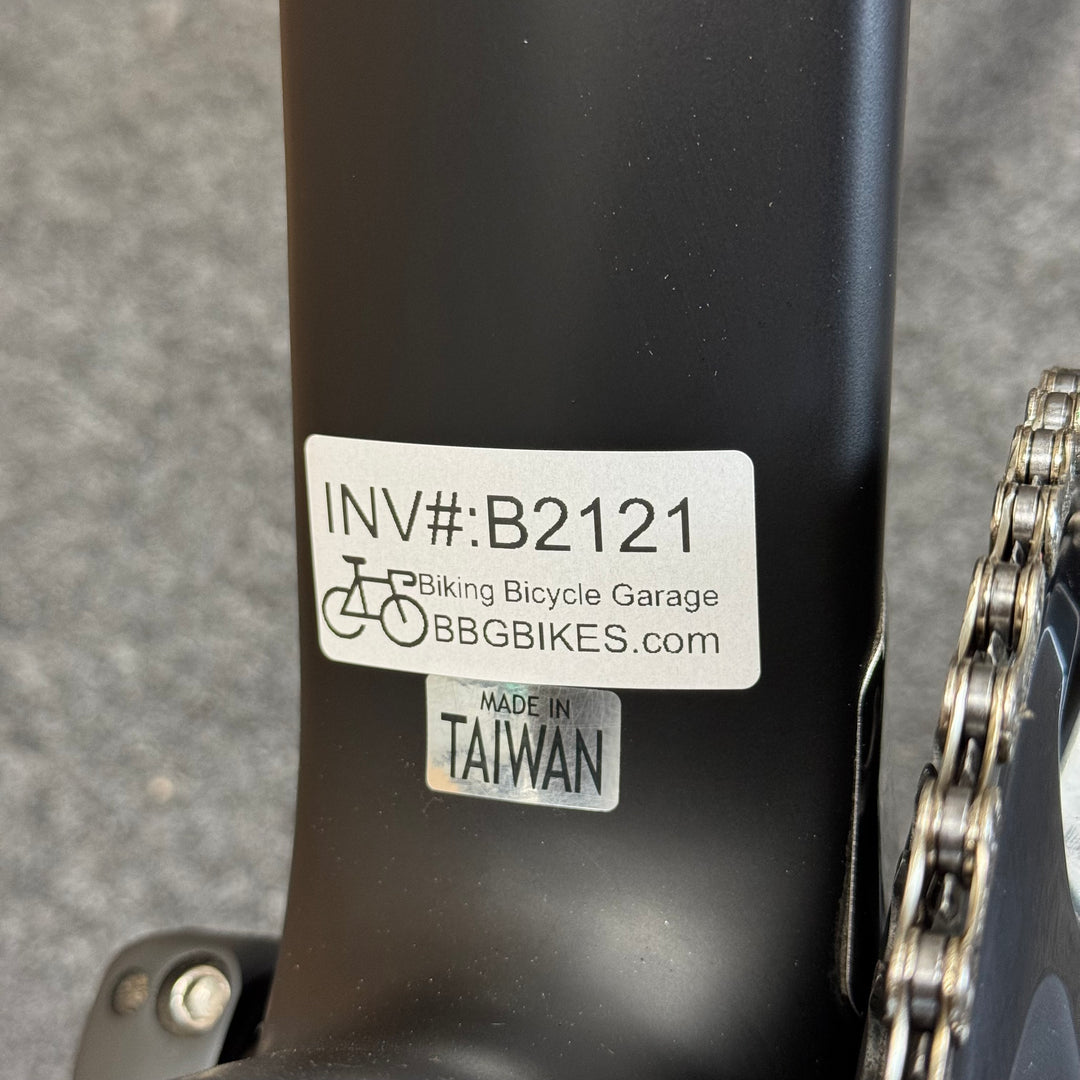 INV#:B2121
Biking Bicycle Garage
BBGBIKES.com
MADE IN
TAIWAN